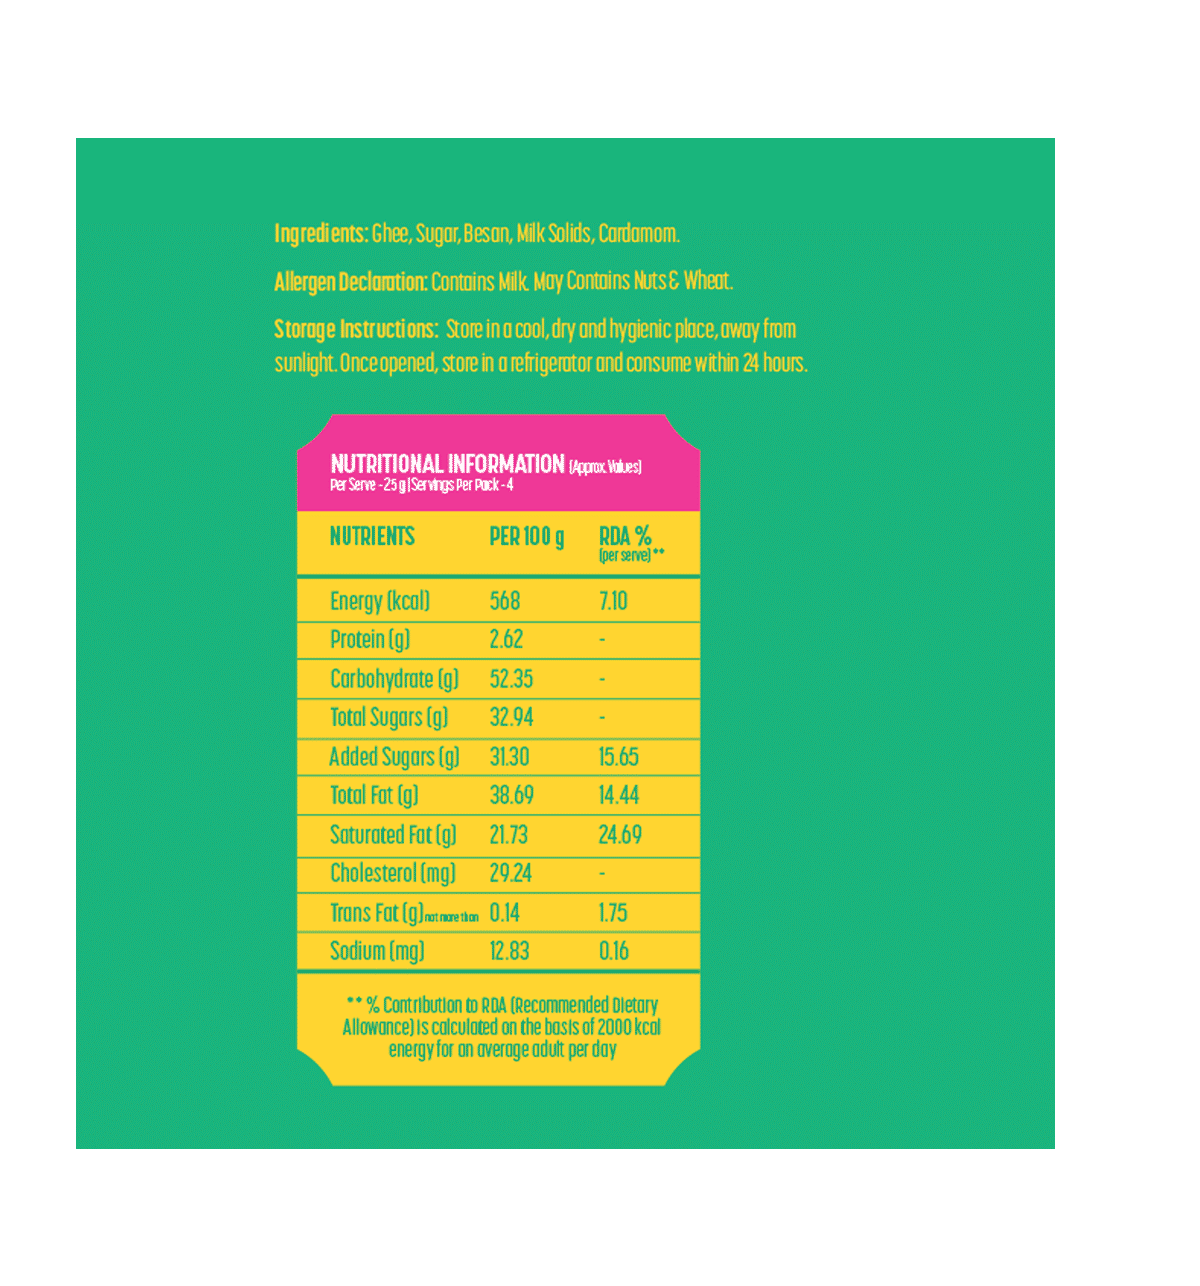 Ingredients: Ghee, Sugar, Besan, Milk Solids, Cardamom.
Allergen Declaration: Contains Milk. May Contains Nuts & Wheat.
Storage Instructions: Store in a cool, dry and hygienic place, away from
sunlight. Once opened, store in a refrigerator and consume within 24 hours.
NUTRITIONAL INFORMATION (Approx. Values)
Per Serve - 25 g | Servings Per Pack - 4
NUTRIENTS PER 100 g RDA %
(per serve) **
Energy (kcal) 568 7.10
Protein (g) 2.62 -
Carbohydrate (g) 52.35 -
Total Sugars (g) 32.94 -
Added Sugars (g) 31.30 15.65
Total Fat (g) 38.69 14.44
Saturated Fat (g) 21.73 24.69
Cholesterol (mg) 29.24 -
Trans Fat (g) not more than 0.14 1.75
Sodium (mg) 12.83 0.16
** % Contribution to RDA (Recommended Dietary
Allowance) is calculated on the basis of 2000 kcal
energy for an average adult per day